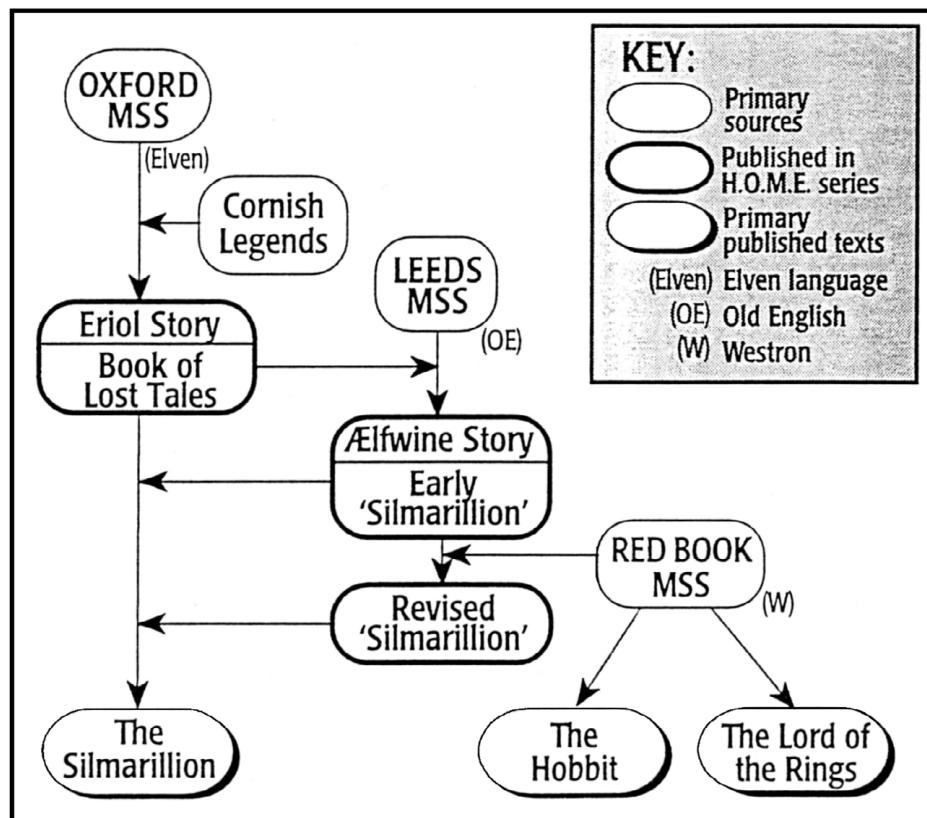 OXFORD
MSS
(Elven)
Cornish
Legends
LEEDS
MSS
(OE)
Eriol Story
Book of
Lost Tales
Ælfwine Story
Early
‘Silmarillion’
RED BOOK
MSS
(W)
Revised
‘Silmarillion’
The
Silmarillion
The
Hobbit
The Lord of
the Rings
KEY:
Primary
sources
Published in
H.O.M.E. series
Primary
published texts
(Elven) Elven language
(OE) Old English
(W) Westron